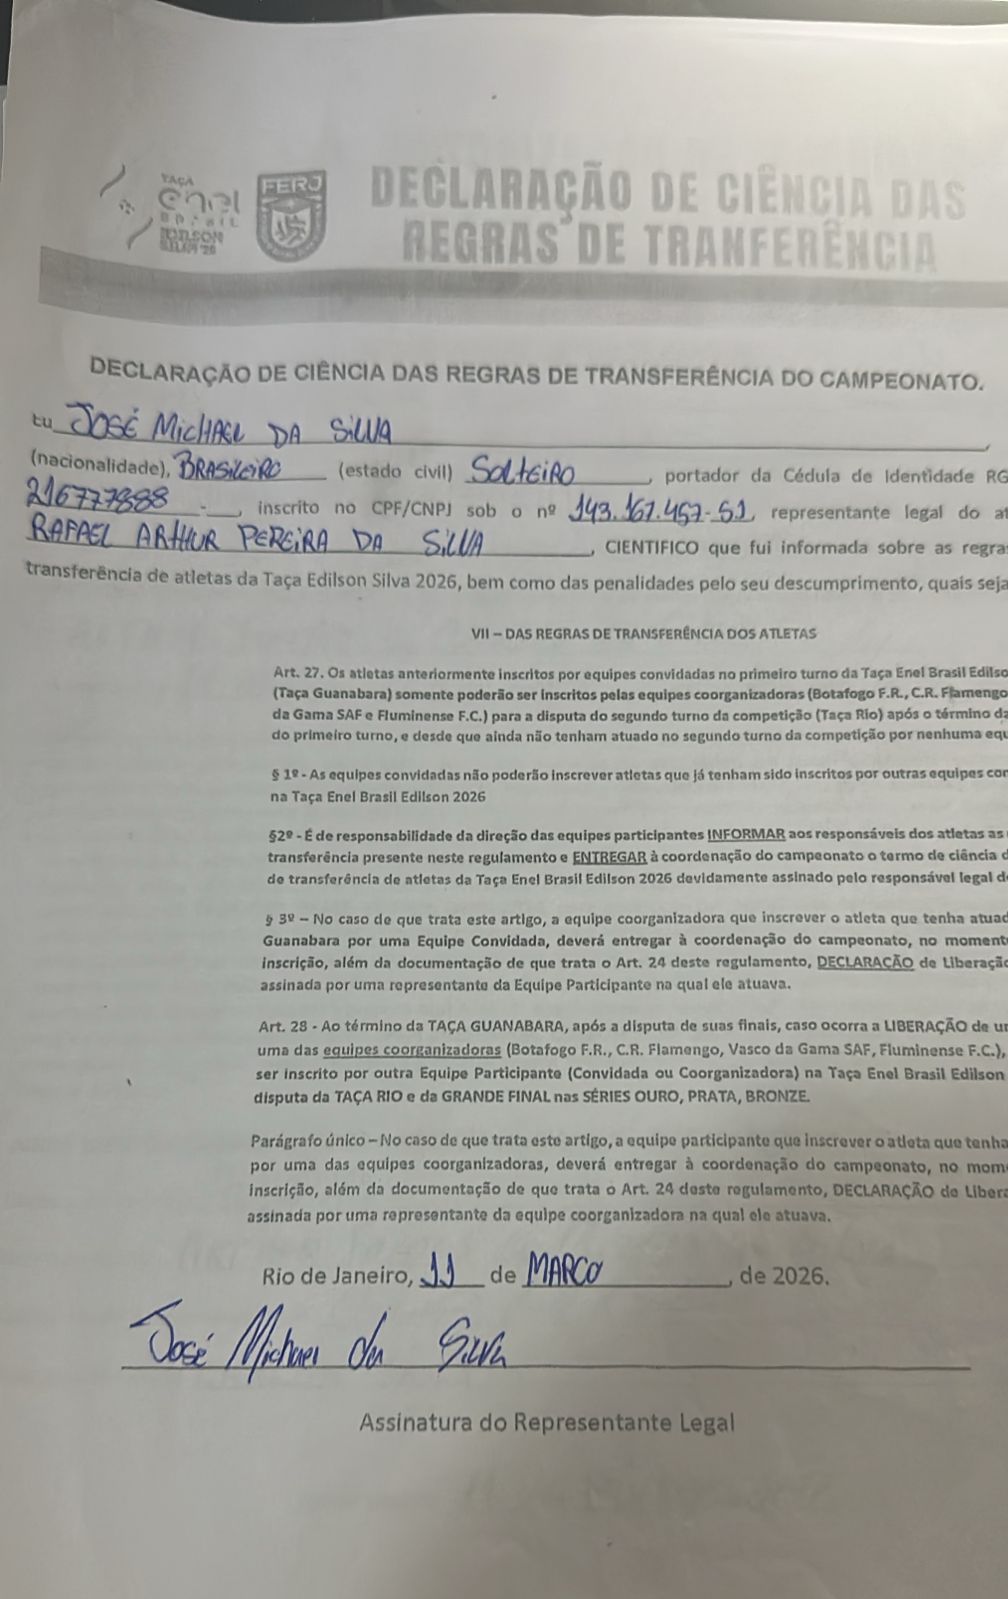 TAÇA
enel
BRASIL
EDILSON
SILVA'26
FERJ
DECLARAÇÃO DE CIÊNCIA DAS
REGRAS DE TRANFERÊNCIA
DECLARAÇÃO DE CIÊNCIA DAS REGRAS DE TRANSFERÊNCIA DO CAMPEONATO.
Eu JOSÉ MICHAEL DA SILVA,
(nacionalidade), BRASILEIRO (estado civil) SOLTEIRO, portador da Cédula de Identidade RG
216777888 -, inscrito no CPF/CNPJ sob o nº 143.167.457-51, representante legal do
RAFAEL ARTHUR PEREIRA DA SILVA, CIENTIFICO que fui informada sobre as
transferência de atletas da Taça Edilson Silva 2026, bem como das penalidades pelo seu descumprimento, quais
VII – DAS REGRAS DE TRANSFERÊNCIA DOS ATLETAS
Art. 27. Os atletas anteriormente inscritos por equipes convidadas no primeiro turno da Taça Enel Brasil
(Taça Guanabara) somente poderão ser inscritos pelas equipes coorganizadoras (Botafogo F.R., C.R. Flamengo
da Gama SAF e Fluminense F.C.) para a disputa do segundo turno da competição (Taça Rio) após o término
do primeiro turno, e desde que ainda não tenham atuado no segundo turno da competição por nenhuma
§ 1º - As equipes convidadas não poderão inscrever atletas que já tenham sido inscritos por outras equipes
na Taça Enel Brasil Edilson 2026
§2º - É de responsabilidade da direção das equipes participantes INFORMAR aos responsáveis dos atletas as
transferência presente neste regulamento e ENTREGAR à coordenação do campeonato o termo de ciência
de transferência de atletas da Taça Enel Brasil Edilson 2026 devidamente assinado pelo responsável legal
§ 3º – No caso de que trata este artigo, a equipe coorganizadora que inscrever o atleta que tenha
Guanabara por uma Equipe Convidada, deverá entregar à coordenação do campeonato, no
inscrição, além da documentação de que trata o Art. 24 deste regulamento, DECLARAÇÃO de
assinada por uma representante da Equipe Participante na qual ele atuava.
Art. 28 - Ao término da TAÇA GUANABARA, após a disputa de suas finais, caso ocorra a LIBERAÇÃO de
uma das equipes coorganizadoras (Botafogo F.R., C.R. Flamengo, Vasco da Gama SAF, Fluminense F.C.),
ser inscrito por outra Equipe Participante (Convidada ou Coorganizadora) na Taça Enel Brasil Edilson
disputa da TAÇA RIO e da GRANDE FINAL nas SÉRIES OURO, PRATA, BRONZE.
Parágrafo único – No caso de que trata este artigo, a equipe participante que inscrever o atleta que tenha
por uma das equipes coorganizadoras, deverá entregar à coordenação do campeonato, no
inscrição, além da documentação de que trata o Art. 24 deste regulamento, DECLARAÇÃO de
assinada por uma representante da equipe coorganizadora na qual ele atuava.
Rio de Janeiro, 11 de MARCO, de 2026.
José Michael da Silva
Assinatura do Representante Legal